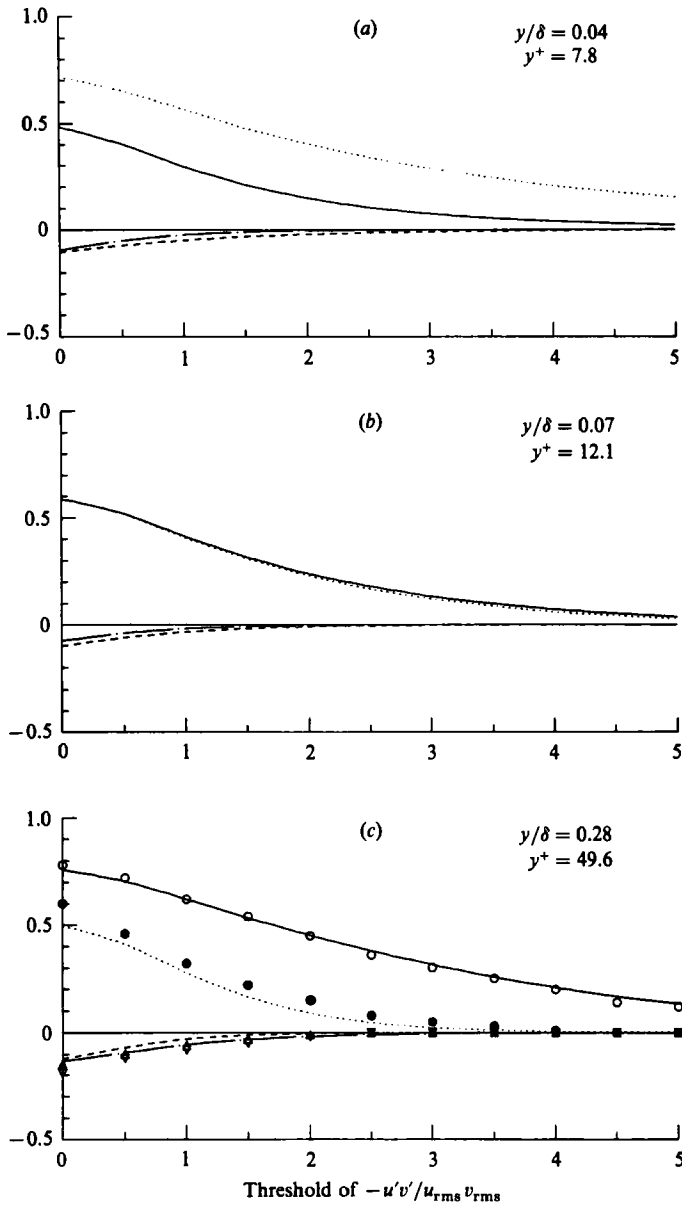 1.0
(a)
y/δ = 0.04
y⁺ = 7.8
0.5
0
−0.5
0 1 2 3 4 5
1.0
(b)
y/δ = 0.07
y⁺ = 12.1
0.5
0
−0.5
0 1 2 3 4 5
1.0
(c)
y/δ = 0.28
y⁺ = 49.6
0.5
0
−0.5
0 1 2 3 4 5
Threshold of −u′v′/u_rms v_rms